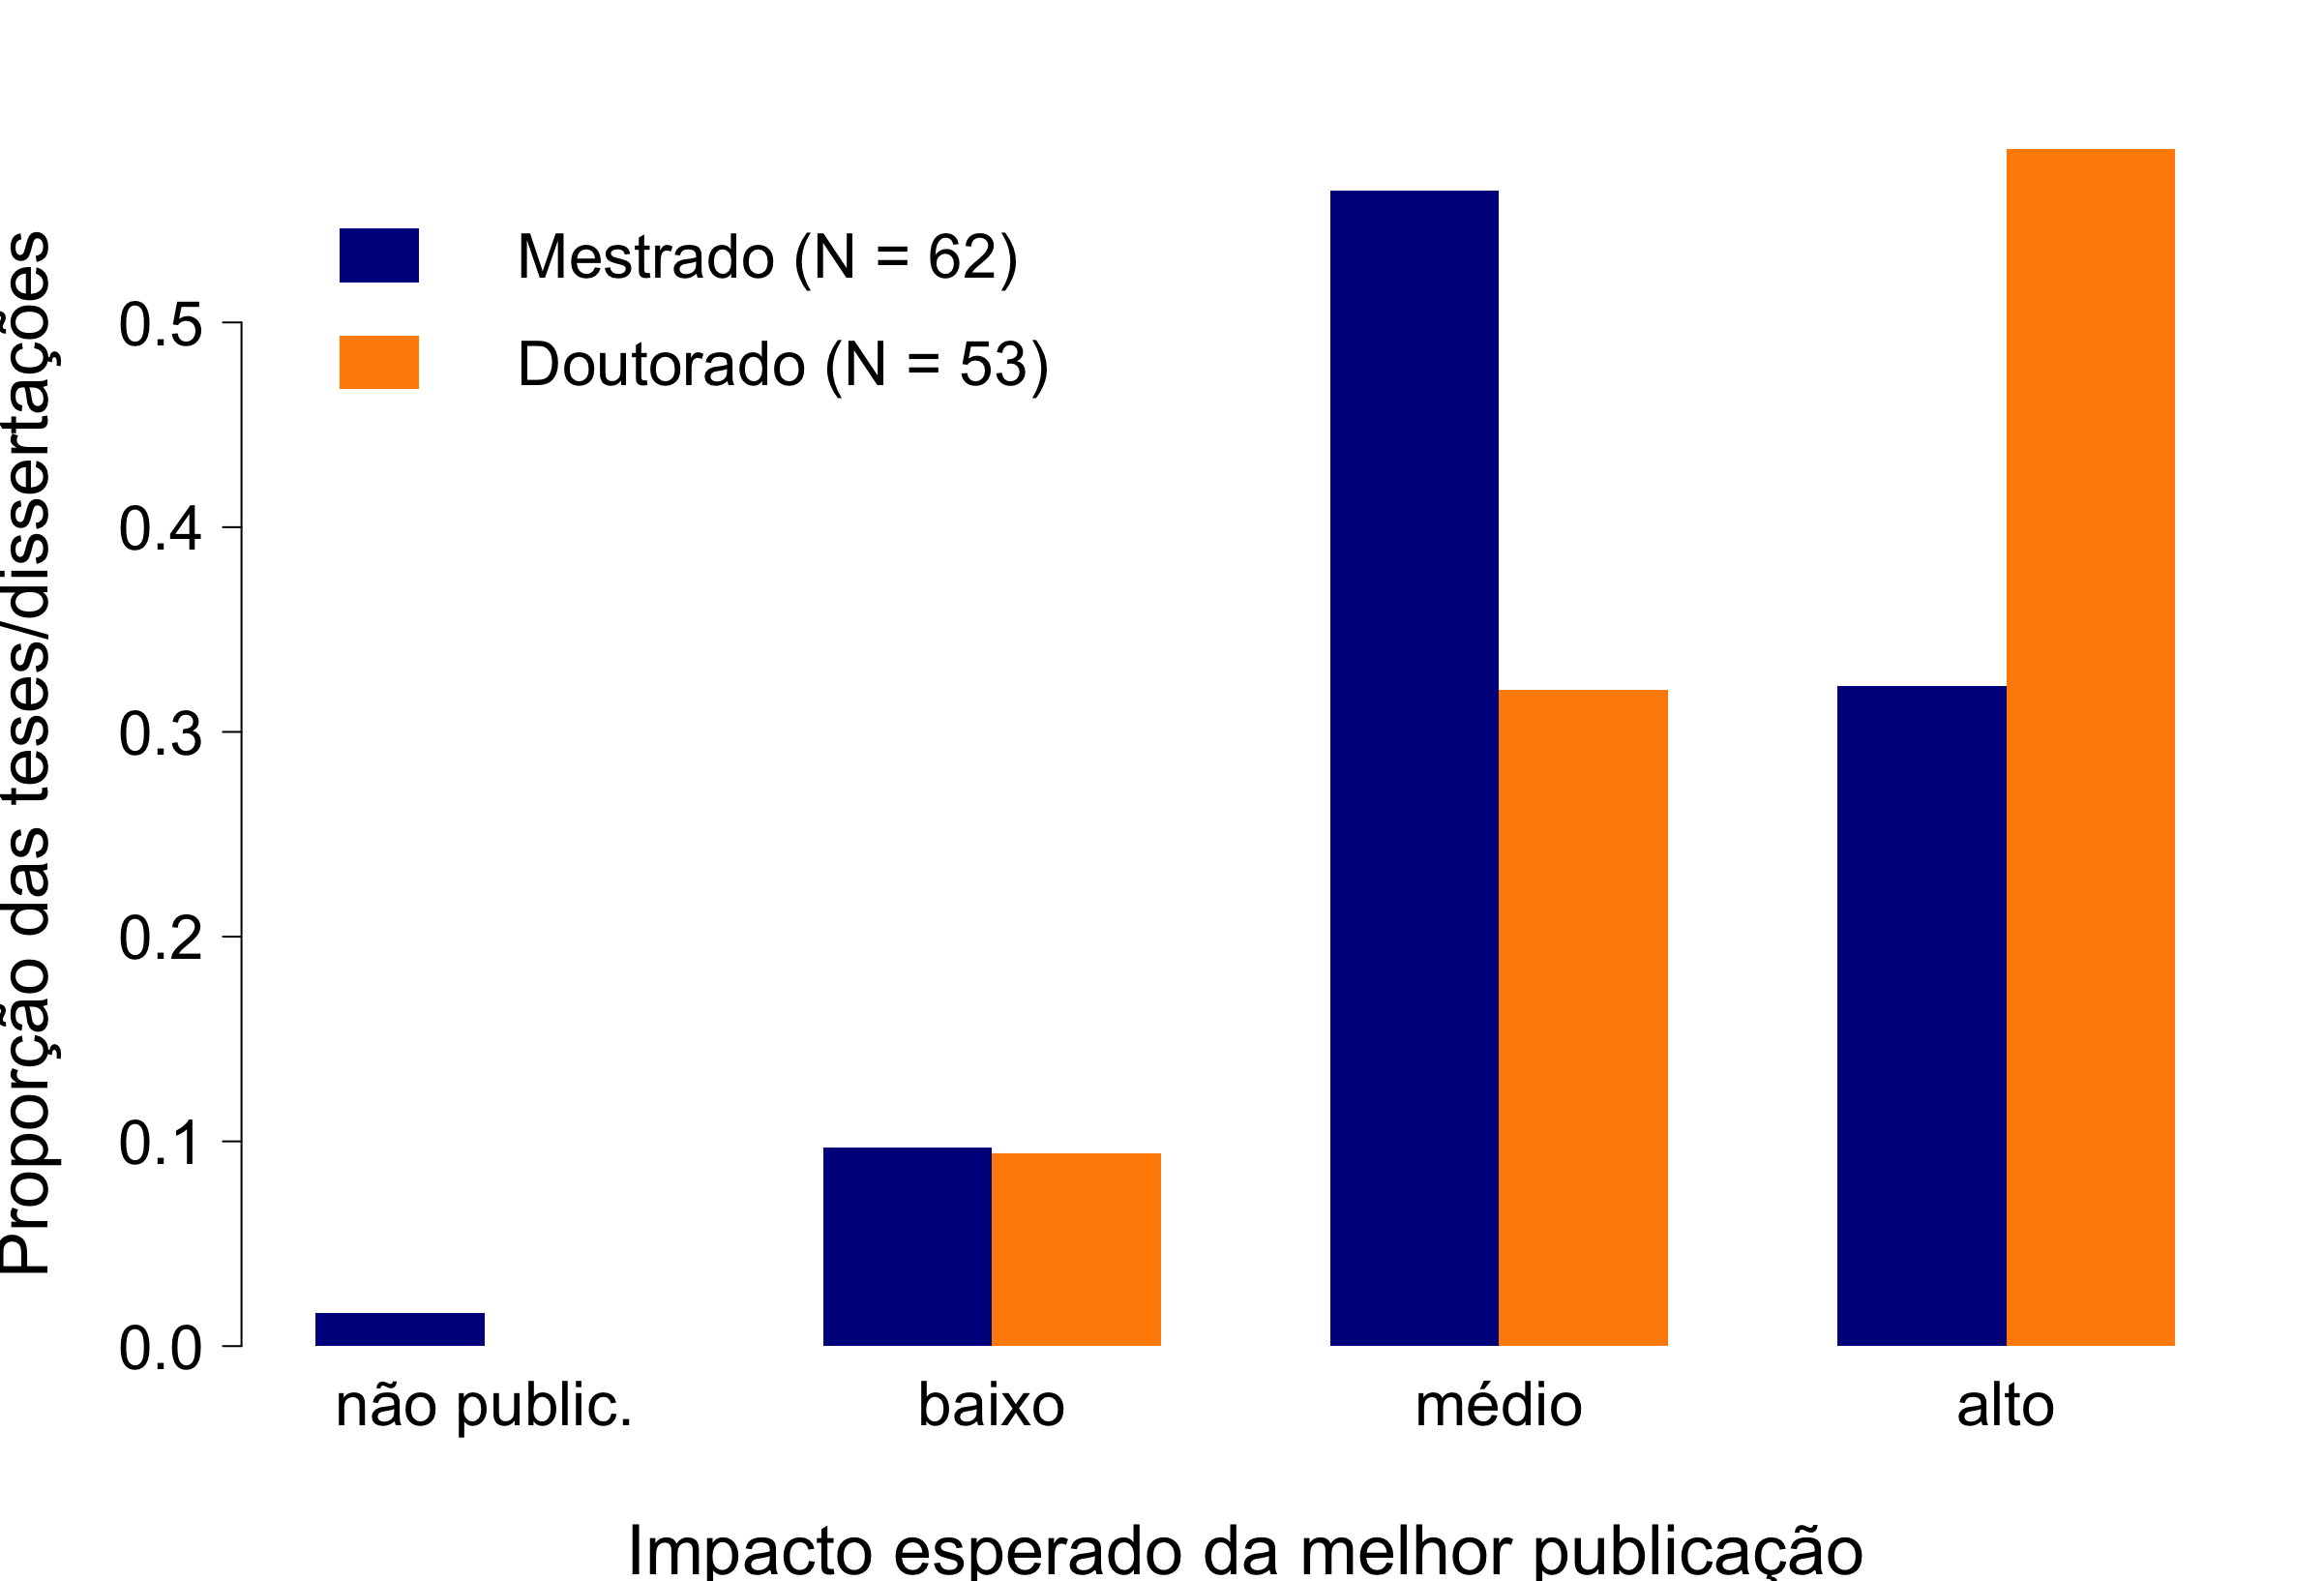 Mestrado (N = 62)
Doutorado (N = 53)
Proporção das teses/dissertações
0.5
0.4
0.3
0.2
0.1
0.0
não public.
baixo
médio
alto
Impacto esperado da melhor publicação